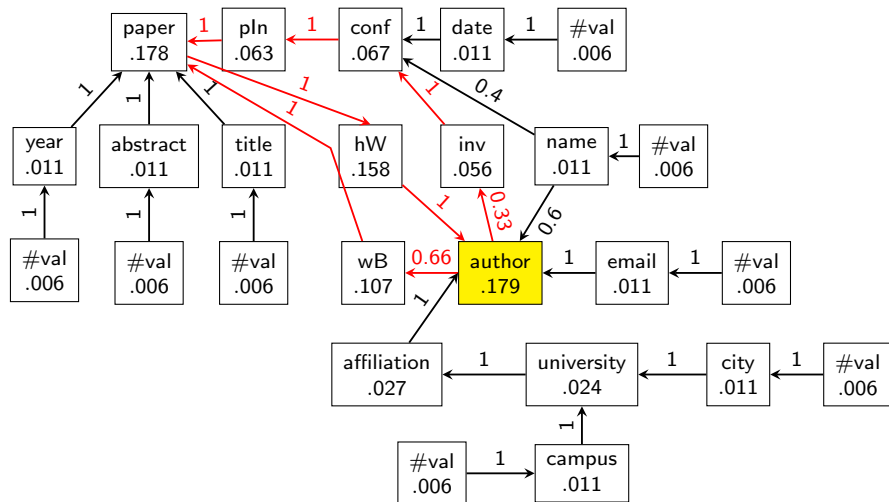 paper
.178
1
pIn
.063
1
conf
.067
1
date
.011
1
#val
.006
1
1
1
1
1
0.4
1
year
.011
abstract
.011
title
.011
hW
.158
inv
.056
name
.011
1
#val
.006
1
1
1
1
0.33
0.6
#val
.006
#val
.006
#val
.006
wB
.107
0.66
author
.179
1
email
.011
1
#val
.006
1
affiliation
.027
1
university
.024
1
city
.011
1
#val
.006
1
#val
.006
1
campus
.011